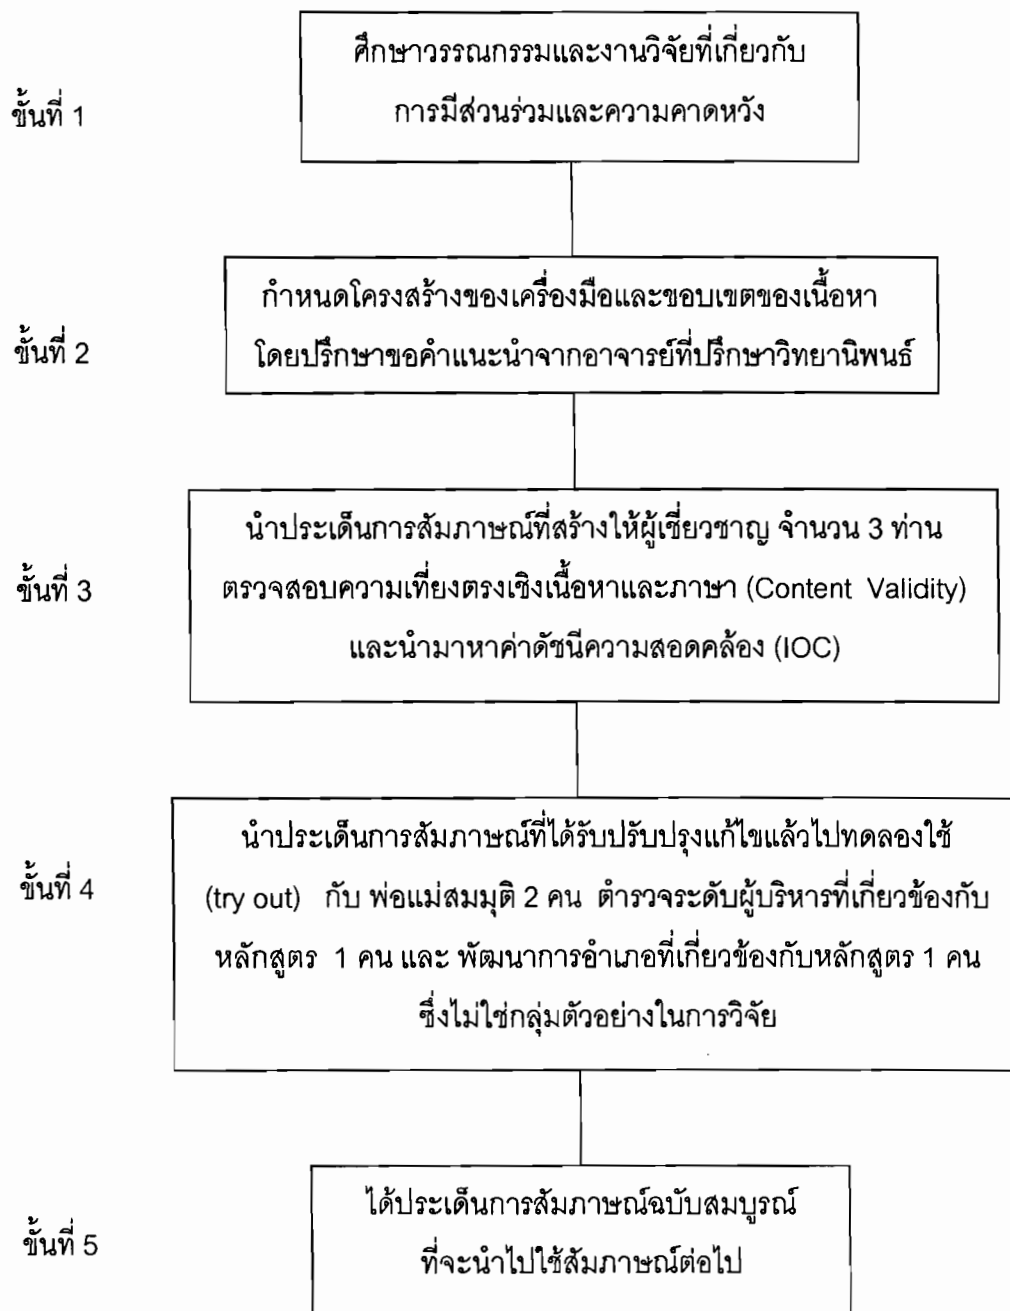 ศึกษาวรรณกรรมและงานวิจัยที่เกี่ยวกับ
ขั้นที่ 1
การมีส่วนร่วมและความคาดหวัง
กำหนดโครงสร้างของเครื่องมือและขอบเขตของเนื้อหา
ขั้นที่ 2
โดยปรึกษาขอคำแนะนำจากอาจารย์ที่ปรึกษาวิทยานิพนธ์
นำประเด็นการสัมภาษณ์ที่สร้างให้ผู้เชี่ยวชาญ จำนวน 3 ท่าน
ขั้นที่ 3
ตรวจสอบความเที่ยงตรงเชิงเนื้อหาและภาษา (Content Validity)
และนำมาหาค่าดัชนีความสอดคล้อง (IOC)
นำประเด็นการสัมภาษณ์ที่ได้รับปรับปรุงแก้ไขแล้วไปทดลองใช้
ขั้นที่ 4
(try out) กับ พ่อแม่สมมุติ 2 คน ตำรวจระดับผู้บริหารที่เกี่ยวข้องกับ
หลักสูตร 1 คน และ พัฒนาการอำเภอที่เกี่ยวข้องกับหลักสูตร 1 คน
ซึ่งไม่ใช่กลุ่มตัวอย่างในการวิจัย
ได้ประเด็นการสัมภาษณ์ฉบับสมบูรณ์
ขั้นที่ 5
ที่จะนำไปใช้สัมภาษณ์ต่อไป